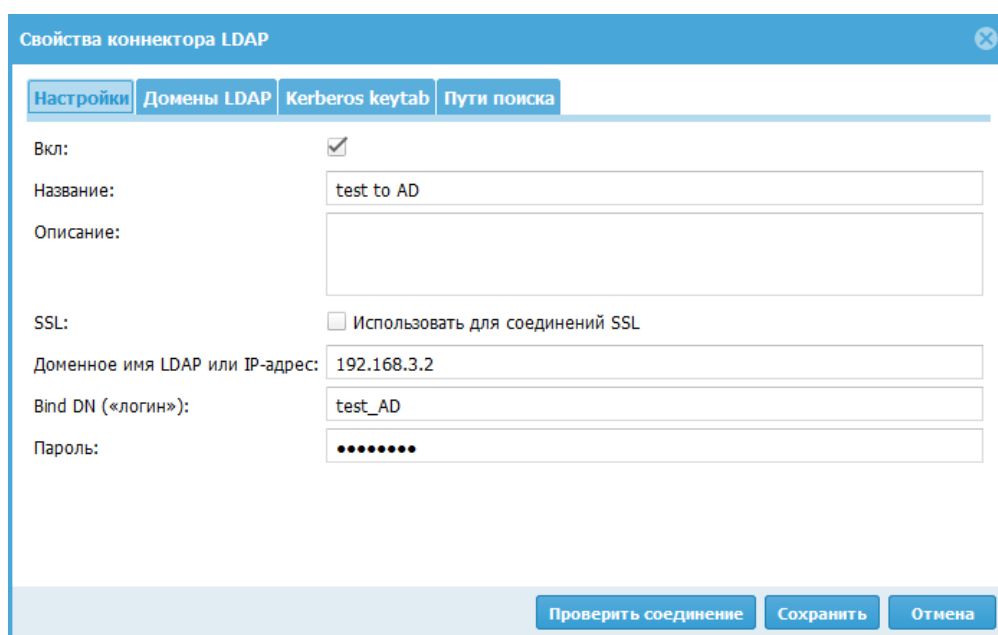 Свойства коннектора LDAP
Настройки Домены LDAP Kerberos keytab Пути поиска
Вкл:
Название: test to AD
Описание:
SSL: Использовать для соединений SSL
Доменное имя LDAP или IP-адрес: 192.168.3.2
Bind DN («логин»): test_AD
Пароль: ••••••••
Проверить соединение Сохранить Отмена